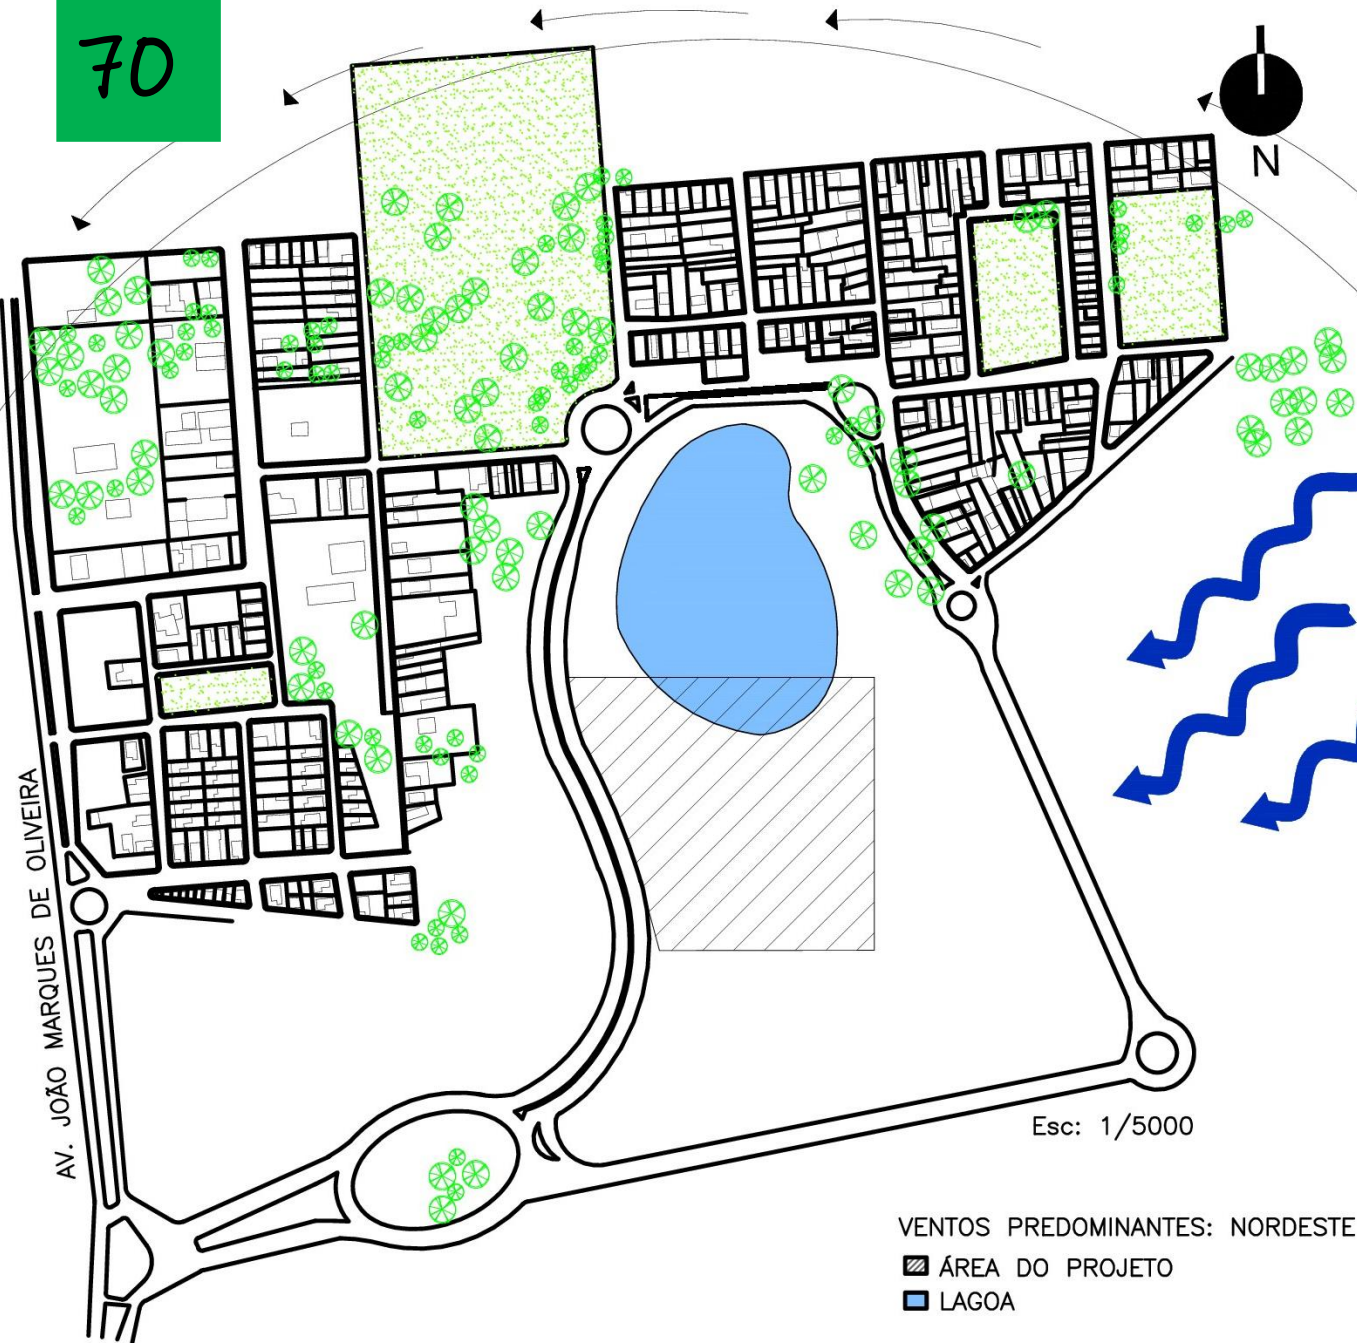 70
N
AV. JOÃO MARQUES DE OLIVEIRA
Esc: 1/5000
VENTOS PREDOMINANTES: NORDESTE
ÁREA DO PROJETO
LAGOA